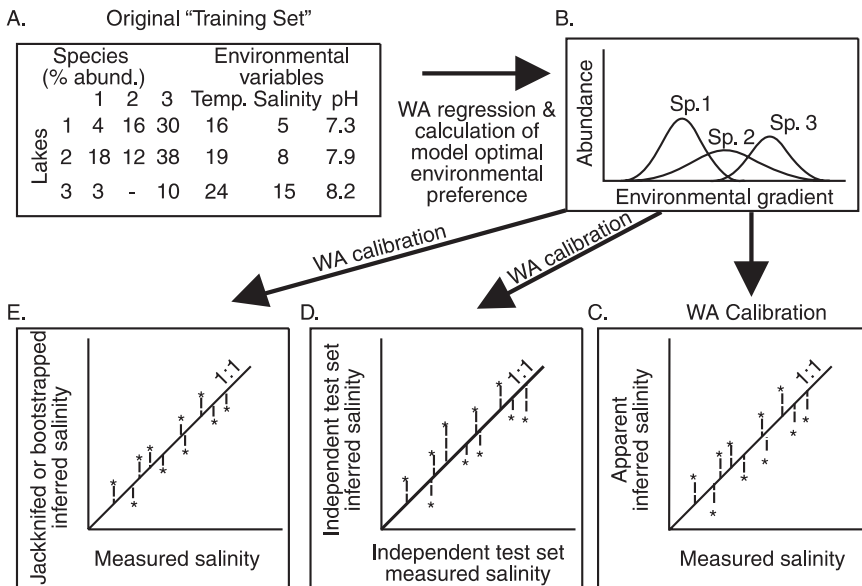 A.
Original “Training Set”
Species
(% abund.)
Environmental
variables
1 2 3 Temp. Salinity pH
Lakes
1 4 16 30 16 5 7.3
2 18 12 38 19 8 7.9
3 3 - 10 24 15 8.2
WA regression &
calculation of
model optimal
environmental
preference
B.
Abundance
Sp.1
Sp. 2
Sp. 3
Environmental gradient
WA calibration
WA calibration
WA Calibration
E.
Jackknifed or bootstrapped
inferred salinity
1:1
Measured salinity
D.
Independent test set
inferred salinity
1:1
Independent test set
measured salinity
C.
Apparent
inferred salinity
1:1
Measured salinity